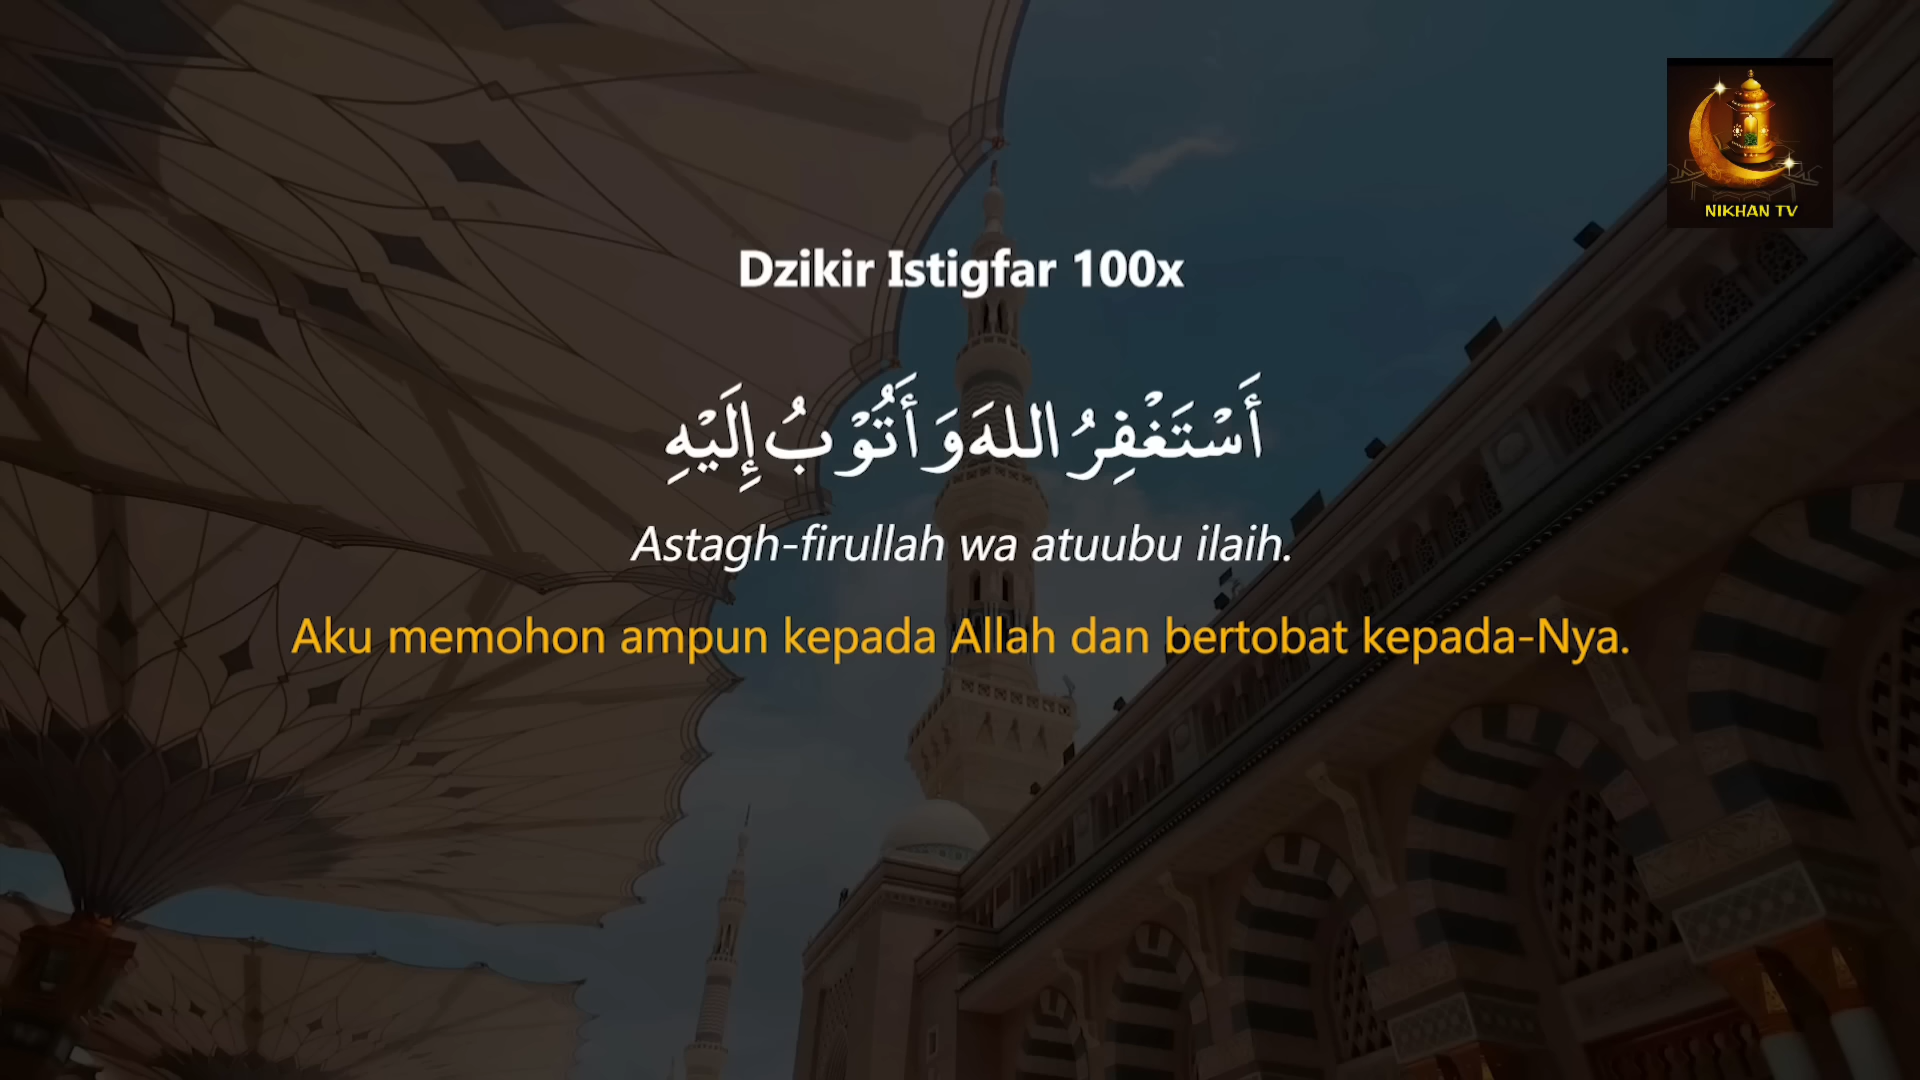 NIKHAN TV
Dzikir Istigfar 100x
أَسْتَغْفِرُ اللهَ وَ أَتُوْبُ إِلَيْهِ
Astagh-firullah wa atuubu ilaih.
Aku memohon ampun kepada Allah dan bertobat kepada-Nya.